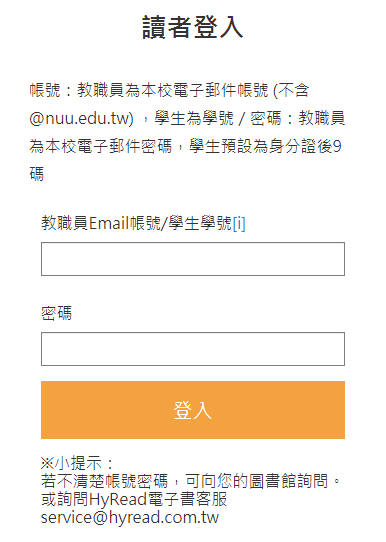 讀者登入
帳號：教職員為本校電子郵件帳號 (不含
@nuu.edu.tw) ，學生為學號 / 密碼：教職員
為本校電子郵件密碼，學生預設為身分證後9
碼
教職員Email帳號/學生學號[i]
密碼
登入
※小提示：
若不清楚帳號密碼，可向您的圖書館詢問。
或詢問HyRead電子書客服
service@hyread.com.tw